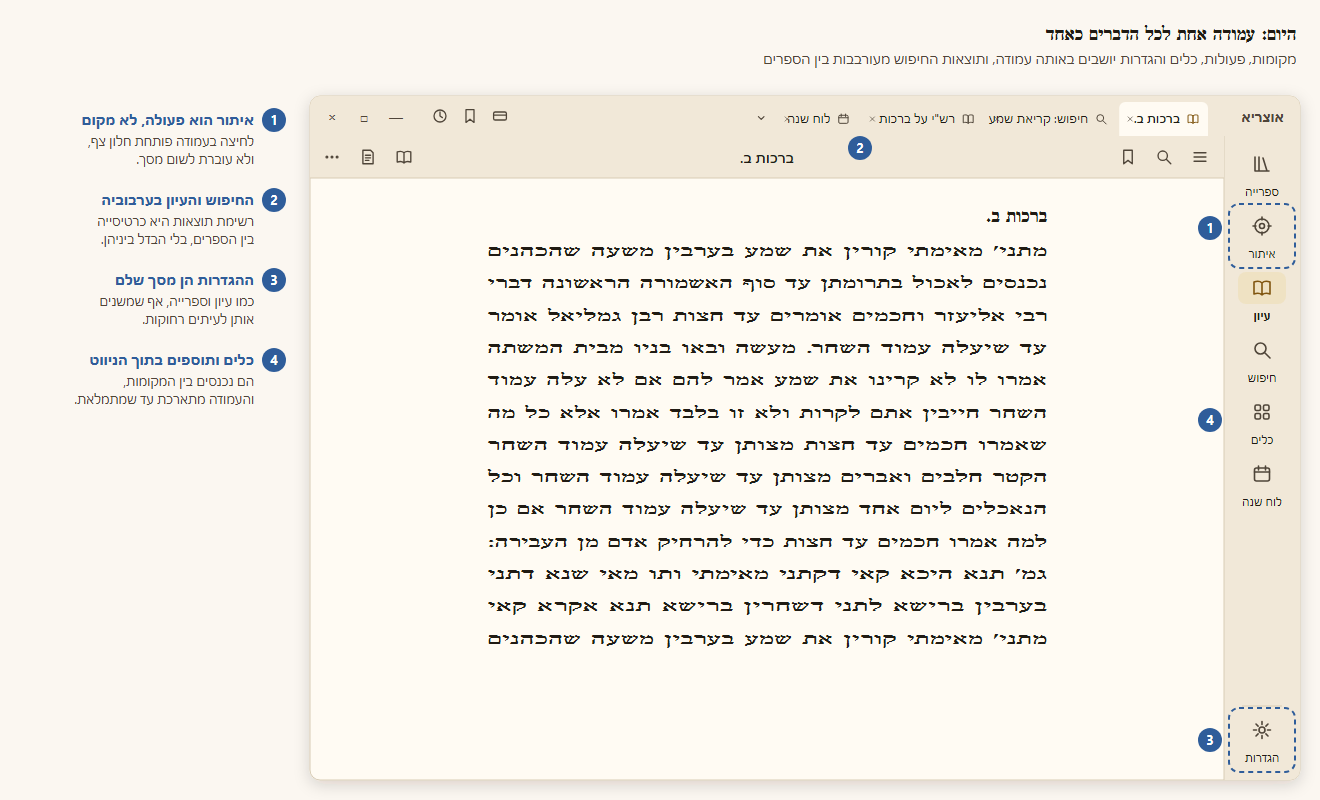 היום: עמודה אחת לכל הדברים כאחד
מקומות, פעולות, כלים והגדרות יושבים באותה עמודה, ותוצאות החיפוש מעורבבות בין הספרים
אוצריא
ברכות ב. ×
חיפוש: קריאת שמע
רש"י על ברכות ×
לוח שנה ×
2
ברכות ב.
ספרייה
איתור
1
עיון
חיפוש
כלים
4
לוח שנה
הגדרות
3
ברכות ב.
מתני׳ מאימתי קורין את שמע בערבין משעה שהכהנים
נכנסים לאכול בתרומתן עד סוף האשמורה הראשונה דברי
רבי אליעזר וחכמים אומרים עד חצות רבן גמליאל אומר
עד שיעלה עמוד השחר. מעשה ובאו בניו מבית המשתה
אמרו לו לא קרינו את שמע אמר להם אם לא עלה עמוד
השחר חייבין אתם לקרות ולא זו בלבד אמרו אלא כל מה
שאמרו חכמים עד חצות מצותן עד שיעלה עמוד השחר
הקטר חלבים ואברים מצותן עד שיעלה עמוד השחר וכל
הנאכלים ליום אחד מצותן עד שיעלה עמוד השחר אם כן
למה אמרו חכמים עד חצות כדי להרחיק אדם מן העבירה:
גמ׳ תנא היכא קאי דקתני מאימתי ותו מאי שנא דתני
בערבין ברישא לתני דשחרין ברישא תנא אקרא קאי
מתני׳ מאימתי קורין את שמע בערבין משעה שהכהנים
1 איתור הוא פעולה, לא מקום
לחיצה בעמודה פותחת חלון צף,
ולא עוברת לשום מסך.
2 החיפוש והעיון בערבוביה
רשימת תוצאות היא כרטיסייה
בין הספרים, בלי הבדל ביניהן.
3 ההגדרות הן מסך שלם
כמו עיון וספרייה, אף שמשנים
אותן לעיתים רחוקות.
4 כלים ותוספים בתוך הניווט
הם נכנסים בין המקומות,
והעמודה מתארכת עד שמתמלאת.